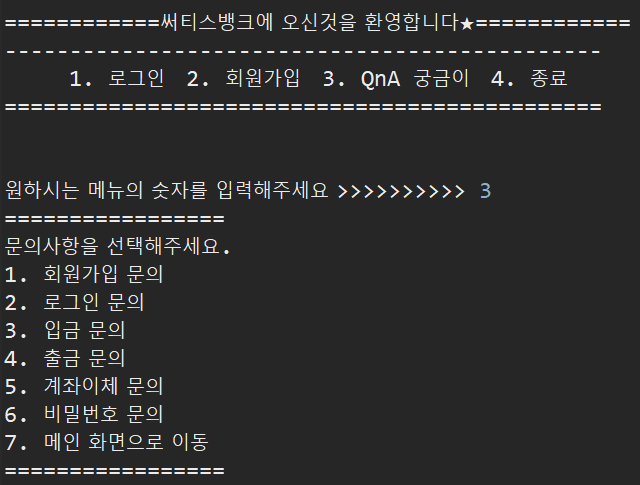 ============써티스뱅크에 오신것을 환영합니다★============
----------------------------------------------
1. 로그인 2. 회원가입 3. QnA 궁금이 4. 종료
==============================================
원하시는 메뉴의 숫자를 입력해주세요 >>>>>>>>>> 3
=================
문의사항을 선택해주세요.
1. 회원가입 문의
2. 로그인 문의
3. 입금 문의
4. 출금 문의
5. 계좌이체 문의
6. 비밀번호 문의
7. 메인 화면으로 이동
=================